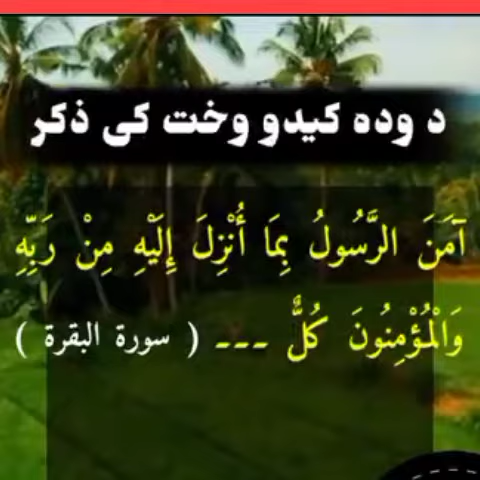 د وده کیدو وخت کی ذکر
آمَنَ الرَّسُولُ بِمَا أُنْزِلَ إِلَيْهِ مِنْ رَبِّهِ
وَالْمُؤْمِنُونَ كُلٌّ --- ( سورة البقرة )